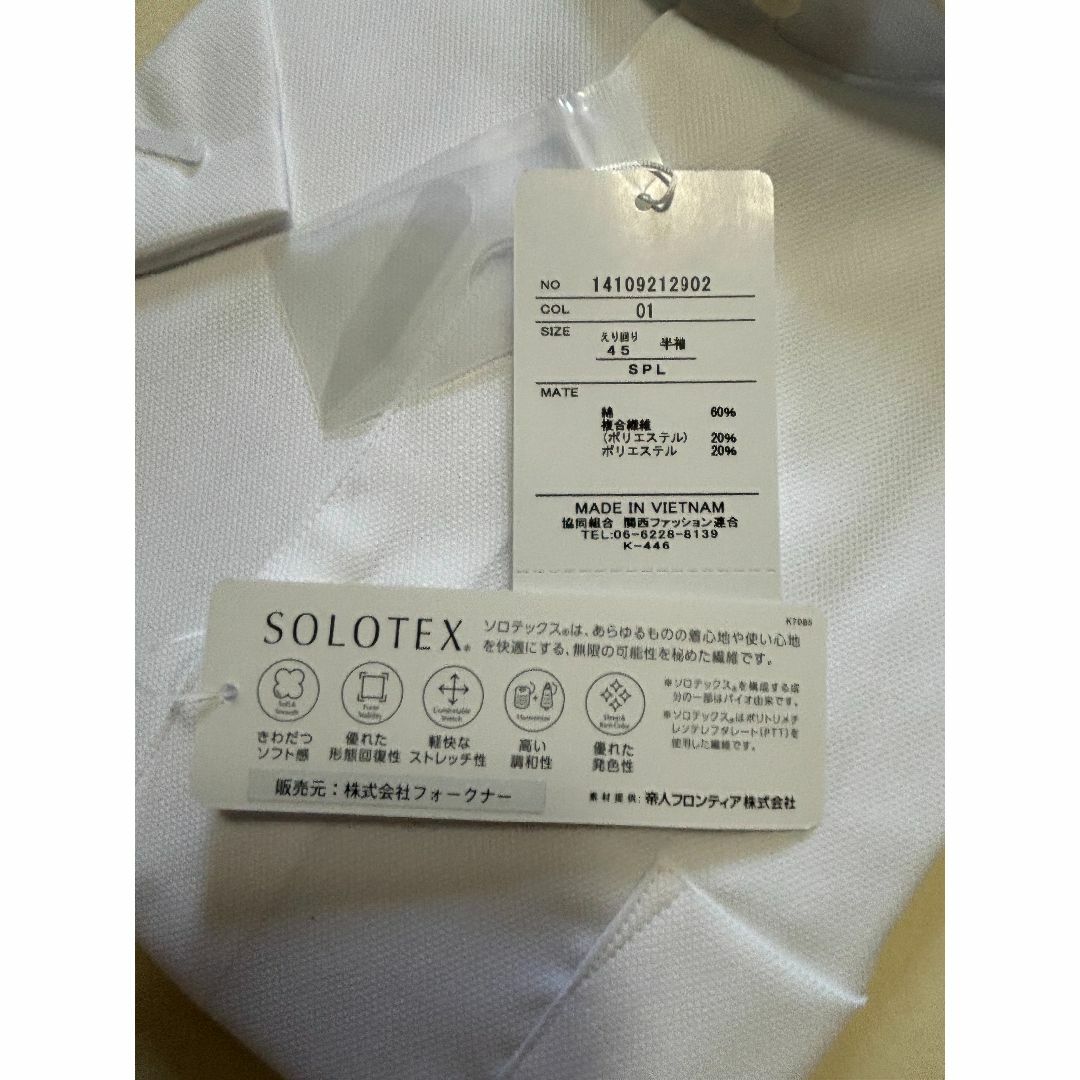 NO 14109212902
COL 01
SIZE えり回り 半袖
45
SPL
MATE
綿 60%
複合繊維
(ポリエステル) 20%
ポリエステル 20%
MADE IN VIETNAM
協同組合 関西ファッション連合
TEL:06-6228-8139
K-446
K7085
SOLOTEX®
ソロテックス®は、あらゆるものの着心地や使い心地
を快適にする、無限の可能性を秘めた繊維です。
Soft &
Smooth
Form
Stability
Comfortable
Stretch
Harmonize
Vivid &
Rich Color
きわだつ
ソフト感
優れた
形態回復性
軽快な
ストレッチ性
高い
調和性
優れた
発色性
※ソロテックス®を構成する成
分の一部はバイオ由来です。
※ソロテックス®はポリトリメチ
レンテレフタレート(PTT)を
使用した繊維です。
販売元:株式会社フォークナー
素材提供:帝人フロンティア株式会社